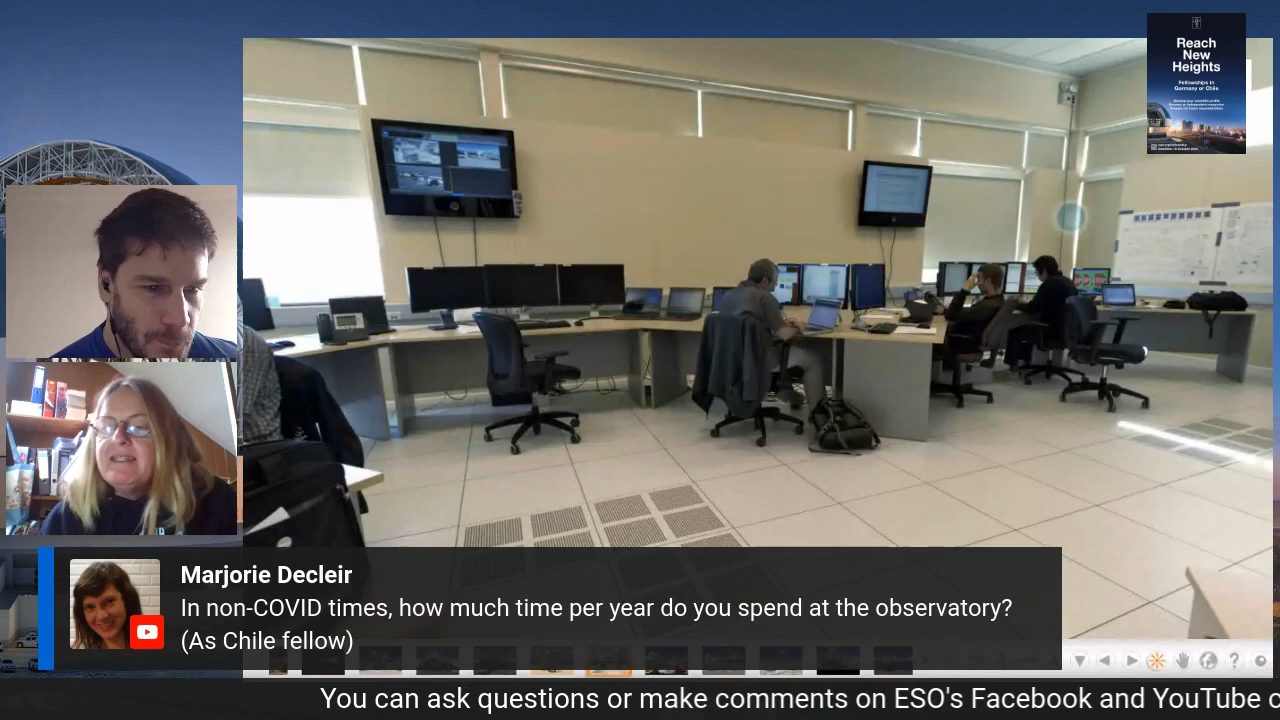 Reach
New
Heights
Fellowships in
Germany or Chile
Marjorie Decleir
In non-COVID times, how much time per year do you spend at the observatory?
(As Chile fellow)
You can ask questions or make comments on ESO's Facebook and YouTube